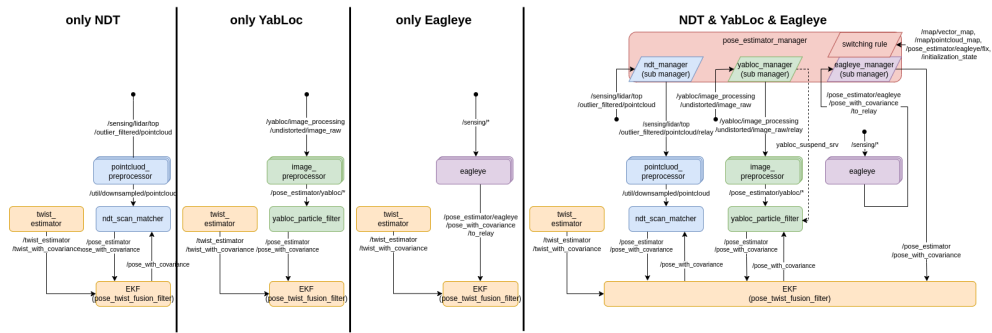 only NDT
/sensing/lidar/top
/outlier_filtered/pointcloud
pointcluod_
preprocessor
/util/downsampled/pointcloud
twist_
estimator
ndt_scan_matcher
/twist_estimator
/twist_with_covariance
/pose_estimator
/pose_with_covariance
/pose_with_covariance
EKF
(pose_twist_fusion_filter)
only YabLoc
/yabloc/image_processing
/undistorted/image_raw
image_
preprocessor
/pose_estimator/yabloc/*
twist_
estimator
yabloc_particle_filter
/twist_estimator
/twist_with_covariance
/pose_estimator
/pose_with_covariance
EKF
(pose_twist_fusion_filter)
only Eagleye
/sensing/*
eagleye
twist_
estimator
/pose_estimator/eagleye
/pose_with_covariance
/to_relay
/twist_estimator
/twist_with_covariance
EKF
(pose_twist_fusion_filter)
NDT & YabLoc & Eagleye
pose_estimator_manager
switching rule
/map/vector_map,
/map/pointcloud_map,
/pose_estimator/eagleye/fix,
/initialization_state
ndt_manager
(sub manager)
yabloc_manager
(sub manager)
eagleye_manager
(sub manager)
/sensing/lidar/top
/outlier_filtered/pointcloud
/yabloc/image_processing
/undistorted/image_raw
/pose_estimator/eagleye
/pose_with_covariance
/to_relay
/sensing/lidar/top
/outlier_filtered/pointcloud/relay
/yabloc/image_processing
/undistorted/image_raw/relay
yabloc_suspend_srv
/sensing/*
pointcluod_
preprocessor
image_
preprocessor
eagleye
/util/downsampled/pointcloud
/pose_estimator/yabloc/*
twist_
estimator
ndt_scan_matcher
yabloc_particle_filter
/twist_estimator
/twist_with_covariance
/pose_estimator
/pose_with_covariance
/pose_with_covariance
/pose_estimator
/pose_with_covariance
/pose_with_covariance
/pose_estimator
/pose_with_covariance
EKF
(pose_twist_fusion_filter)